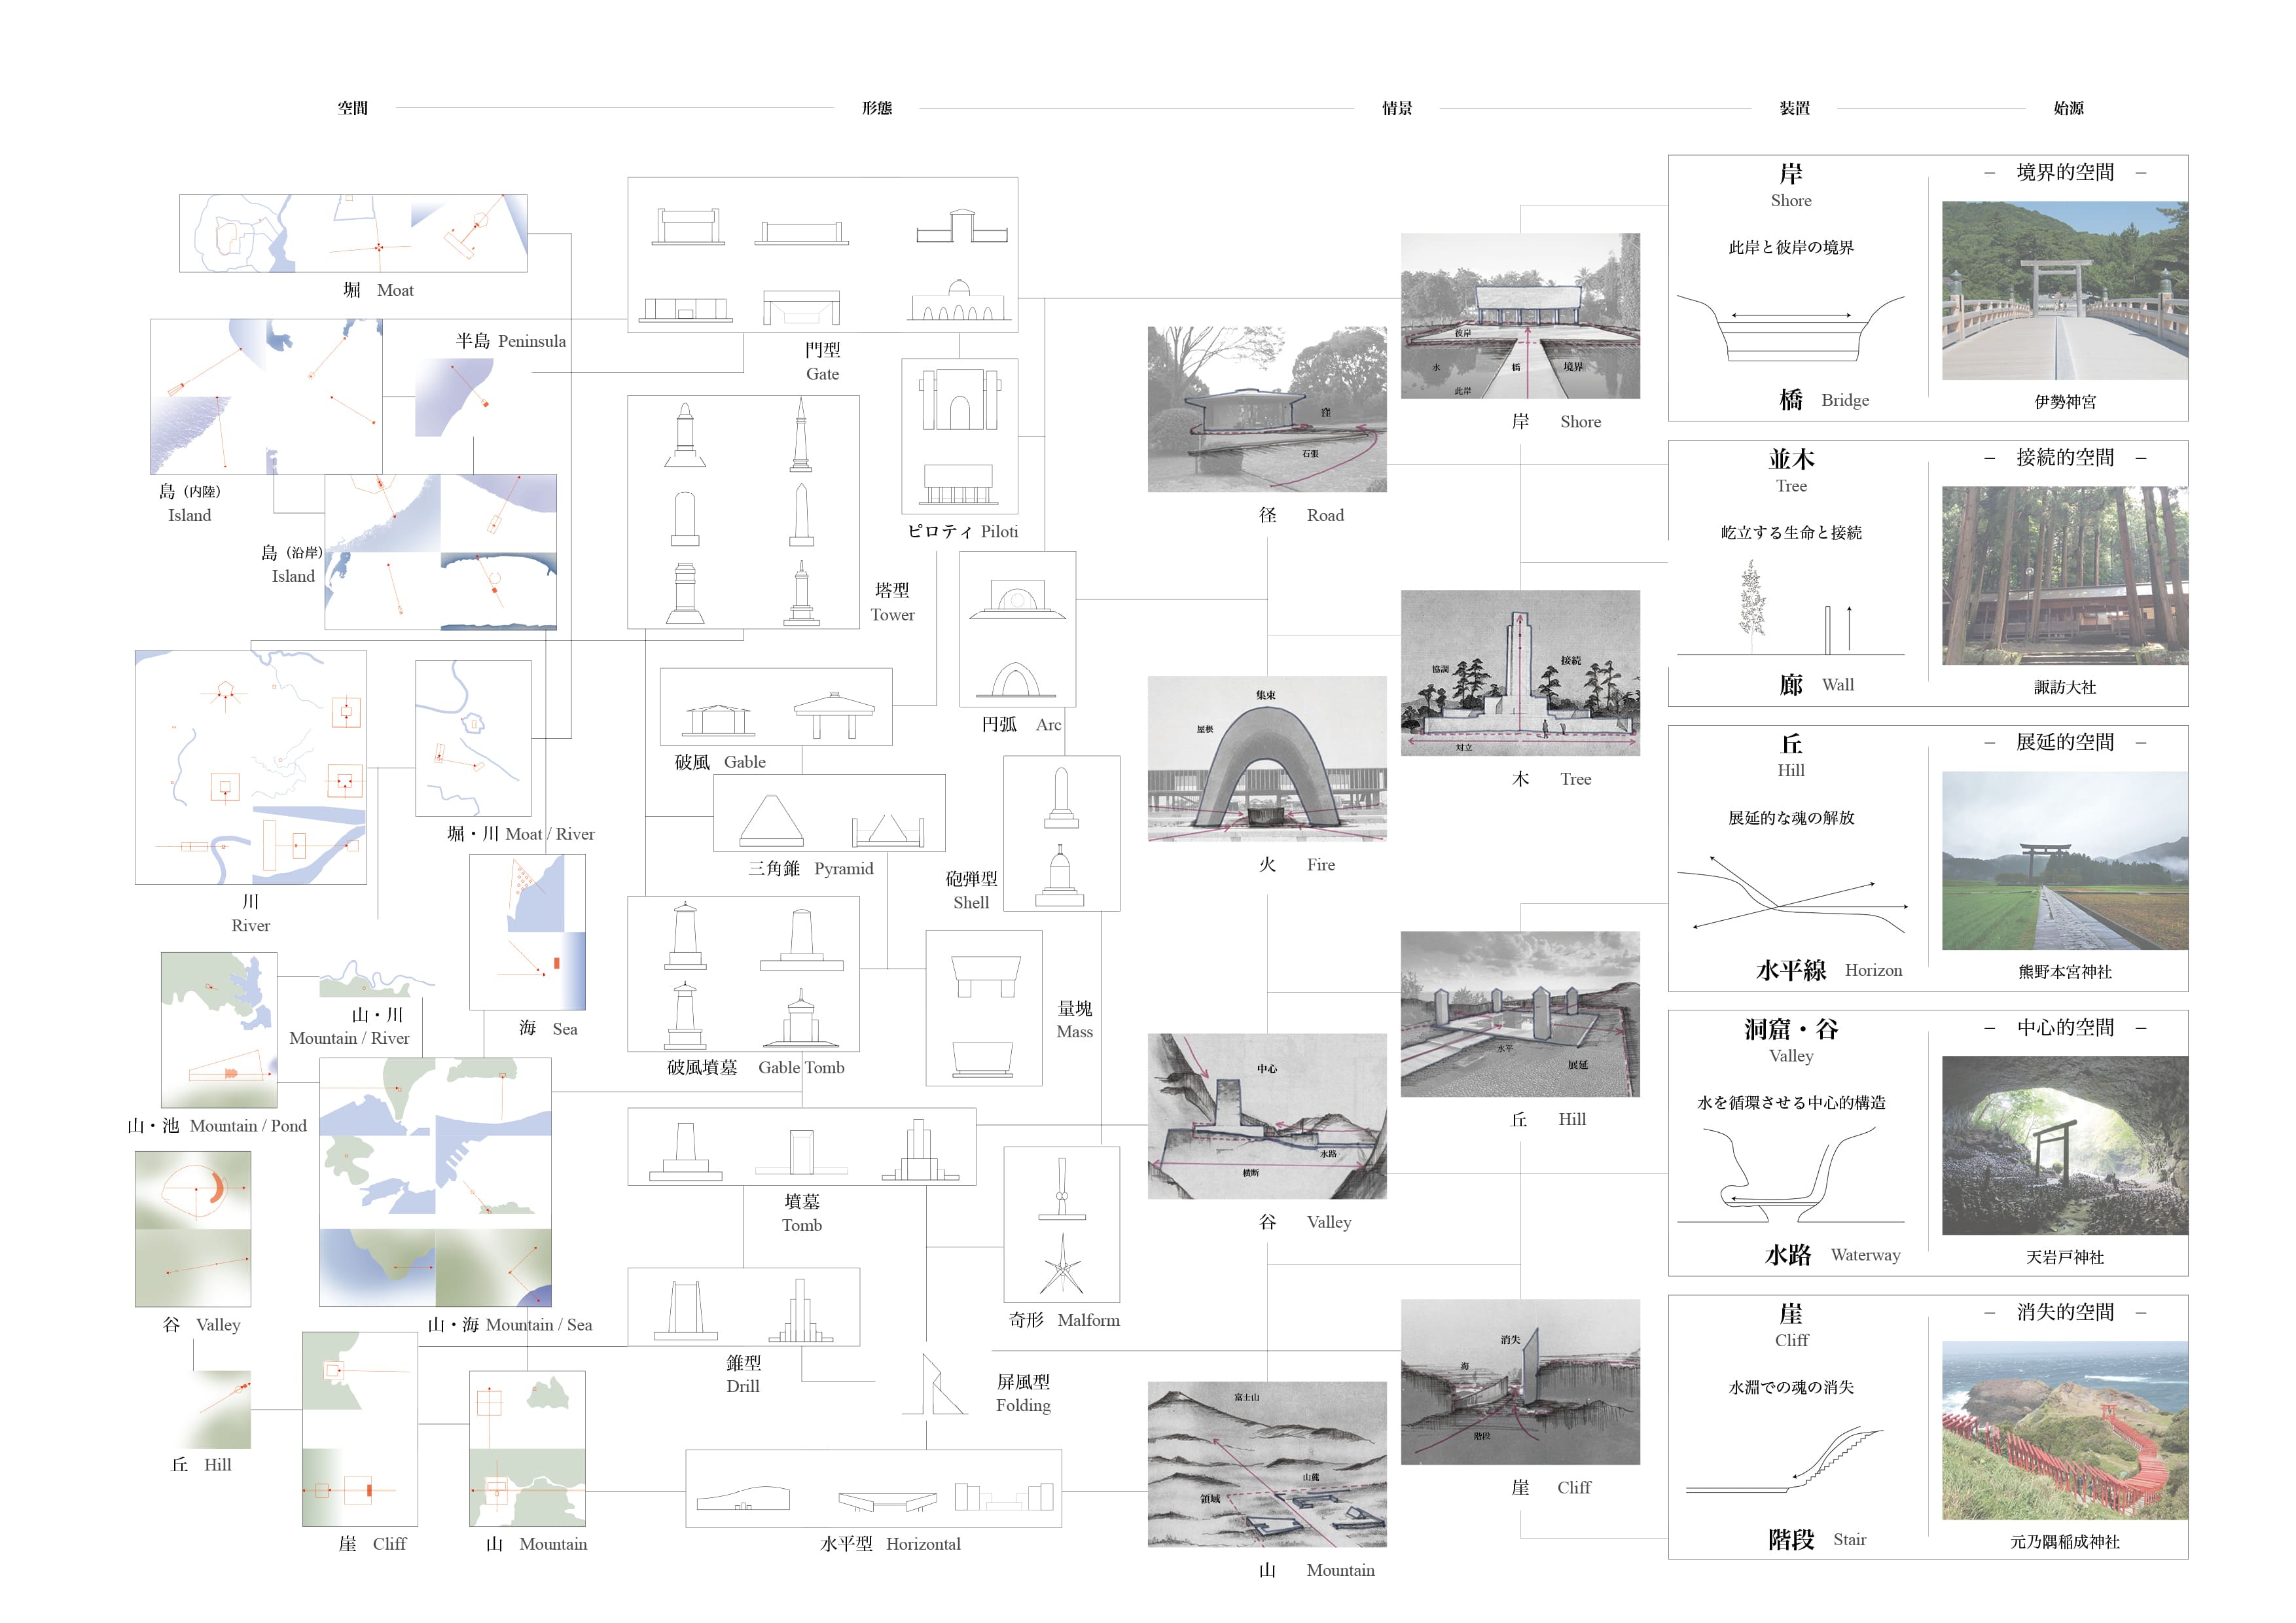 空間
形態
情景
装置
始源
堀 Moat
半島 Peninsula
島（内陸）
Island
島（沿岸）
Island
川
River
堀・川 Moat / River
海 Sea
山・川
Mountain / River
山・池 Mountain / Pond
谷 Valley
山・海 Mountain / Sea
丘 Hill
崖 Cliff
山 Mountain
門型
Gate
ピロティ Piloti
塔型
Tower
円弧 Arc
破風 Gable
三角錐 Pyramid
砲弾型
Shell
破風墳墓 Gable Tomb
量塊
Mass
墳墓
Tomb
奇形 Malform
錐型
Drill
屏風型
Folding
水平型 Horizontal
彼岸
水
橋
境界
此岸
岸 Shore
窪
石張
径 Road
協調
接続
対立
木 Tree
集束
屋根
火 Fire
水平
展延
丘 Hill
中心
水路
横断
谷 Valley
消失
海
階段
崖 Cliff
富士山
山麓
領域
山 Mountain
岸
Shore
此岸と彼岸の境界
橋 Bridge
− 境界的空間 −
伊勢神宮
並木
Tree
屹立する生命と接続
廊 Wall
− 接続的空間 −
諏訪大社
丘
Hill
展延的な魂の解放
水平線 Horizon
− 展延的空間 −
熊野本宮神社
洞窟・谷
Valley
水を循環させる中心的構造
水路 Waterway
− 中心的空間 −
天岩戸神社
崖
Cliff
水淵での魂の消失
階段 Stair
− 消失的空間 −
元乃隅稲成神社